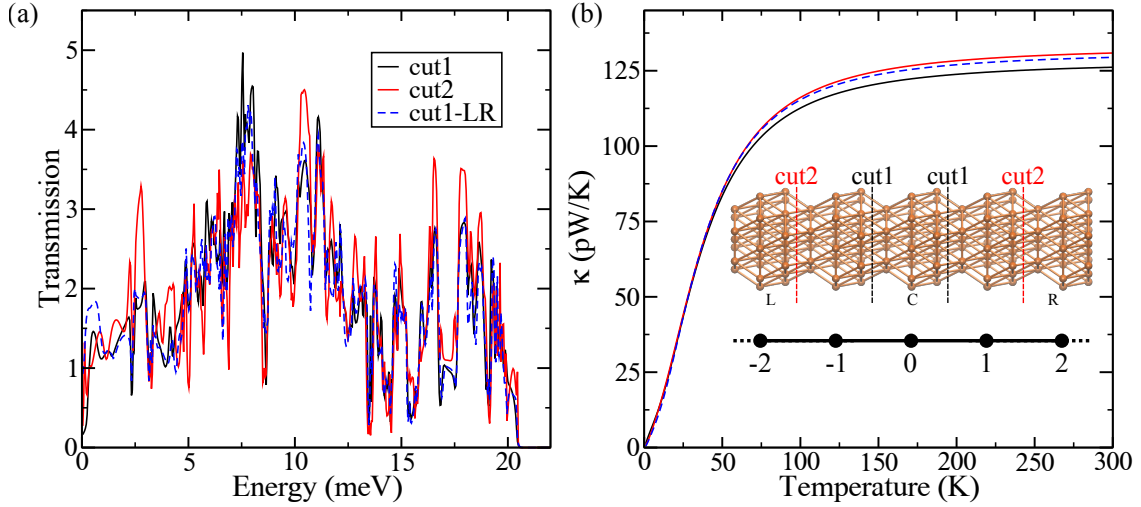 (a)
5
4
3
2
1
0
Transmission
cut1
cut2
cut1-LR
0
5
10
15
20
Energy (meV)
(b)
125
100
75
50
25
0
κ (pW/K)
cut2
cut1
cut1
cut2
L
C
R
-2
-1
0
1
2
0
50
100
150
200
250
300
Temperature (K)